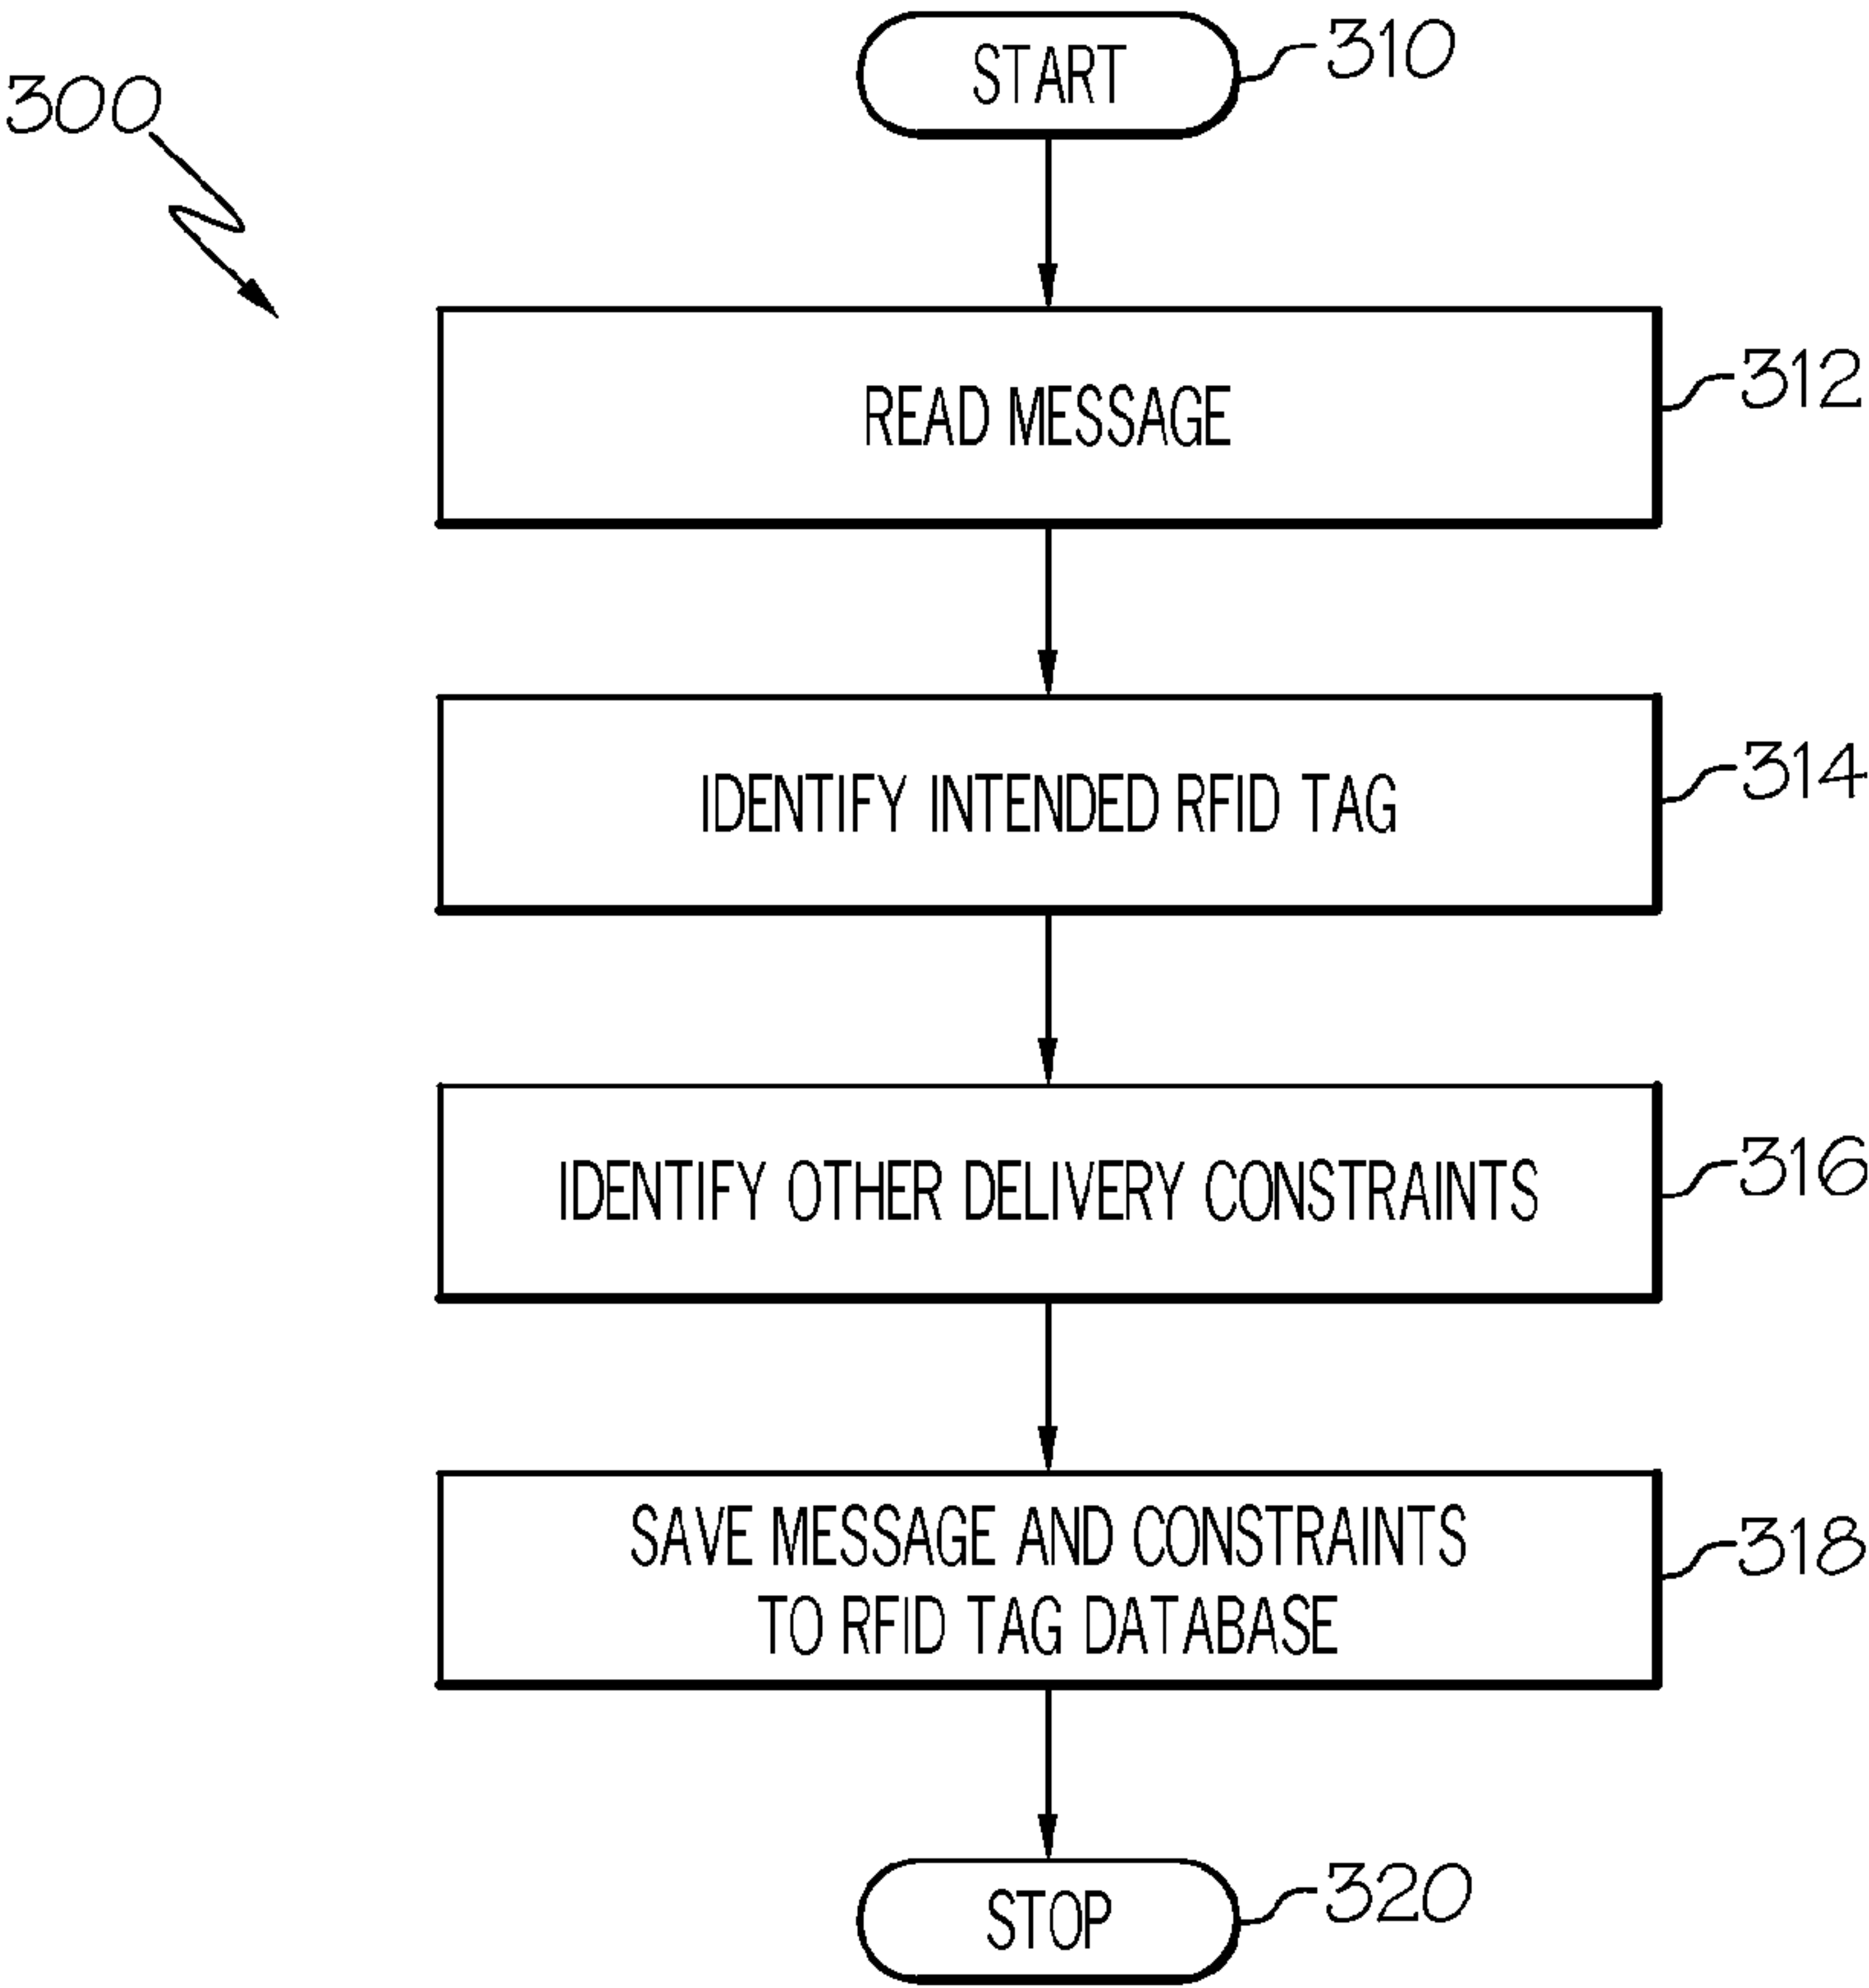 START
310
300
READ MESSAGE
312
IDENTIFY INTENDED RFID TAG
314
IDENTIFY OTHER DELIVERY CONSTRAINTS
316
SAVE MESSAGE AND CONSTRAINTS
TO RFID TAG DATABASE
318
STOP
320